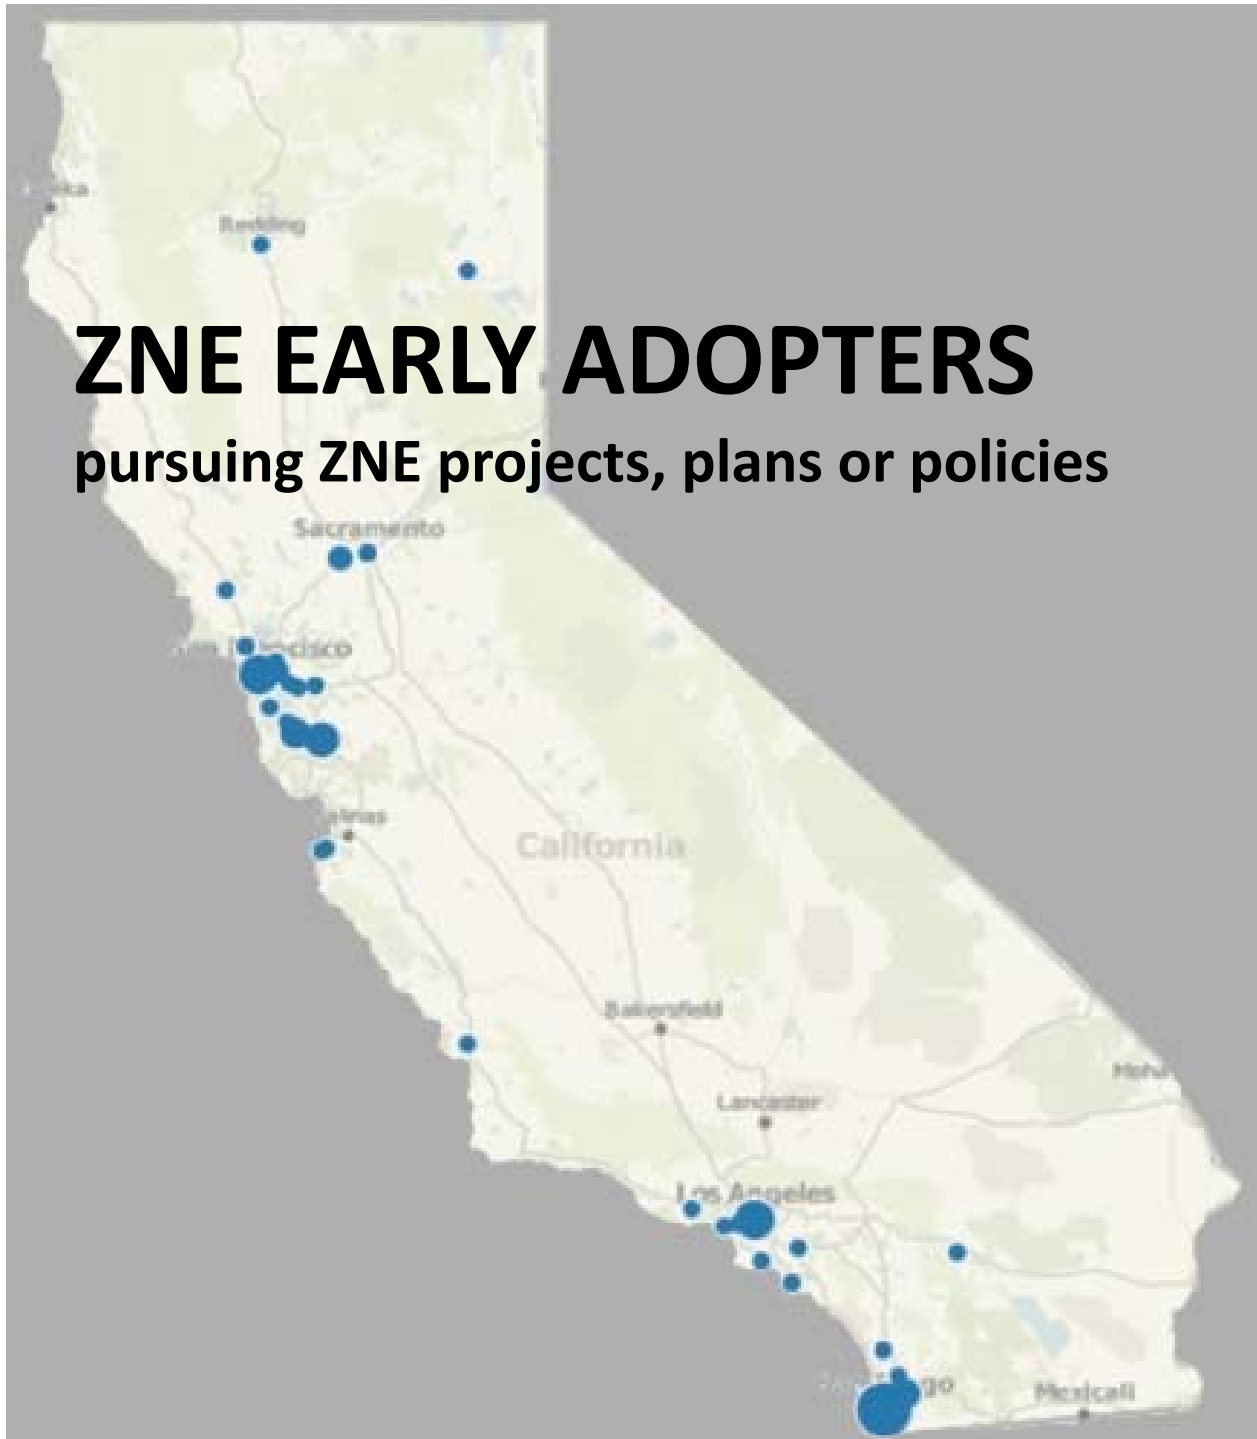 Redding
ZNE EARLY ADOPTERS
pursuing ZNE projects, plans or policies
Sacramento
California
Bakersfield
Lancaster
Los Angeles
Mexicali